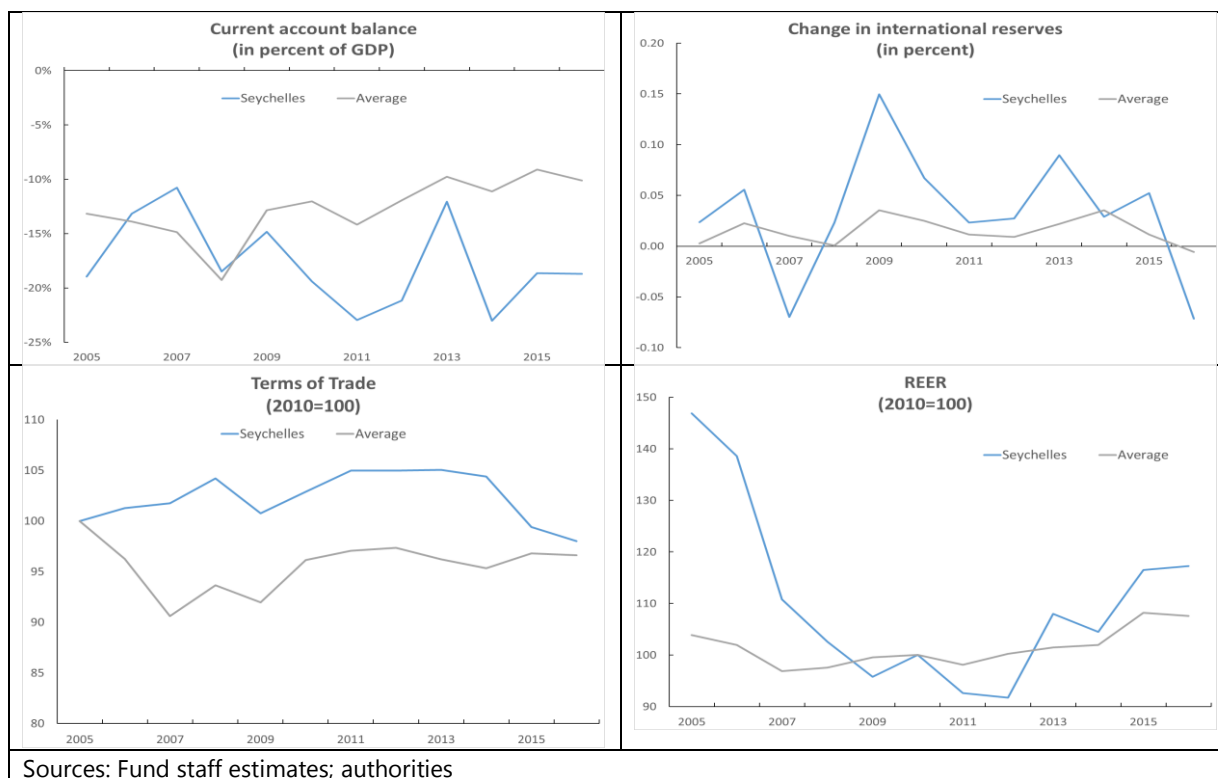 Current account balance
(in percent of GDP)
0%
Seychelles Average
-5%
-10%
-15%
-20%
-25%
2005 2007 2009 2011 2013 2015
Change in international reserves
(in percent)
0.20
0.15
Seychelles Average
0.10
0.05
0.00
2005 2007 2009 2011 2013 2015
-0.05
-0.10
Terms of Trade
(2010=100)
110
Seychelles Average
105
100
95
90
85
80
2005 2007 2009 2011 2013 2015
REER
(2010=100)
150
140
Seychelles Average
130
120
110
100
90
2005 2007 2009 2011 2013 2015
Sources: Fund staff estimates; authorities